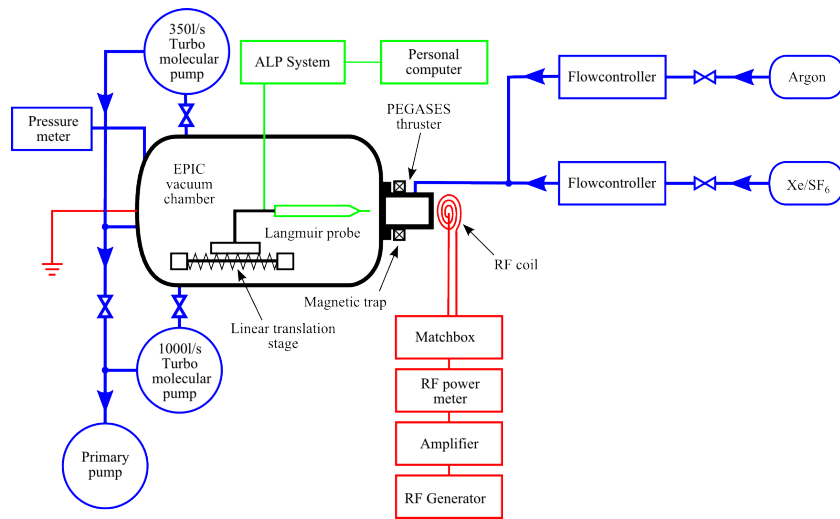 350l/s
Turbo
molecular
pump
ALP System
Personal
computer
Flowcontroller
Argon
PEGASES
thruster
Pressure
meter
EPIC
vacuum
chamber
Flowcontroller
Xe/SF₆
Langmuir probe
RF coil
Magnetic trap
Linear translation
stage
1000l/s
Turbo
molecular
pump
Matchbox
RF power
meter
Amplifier
Primary
pump
RF Generator